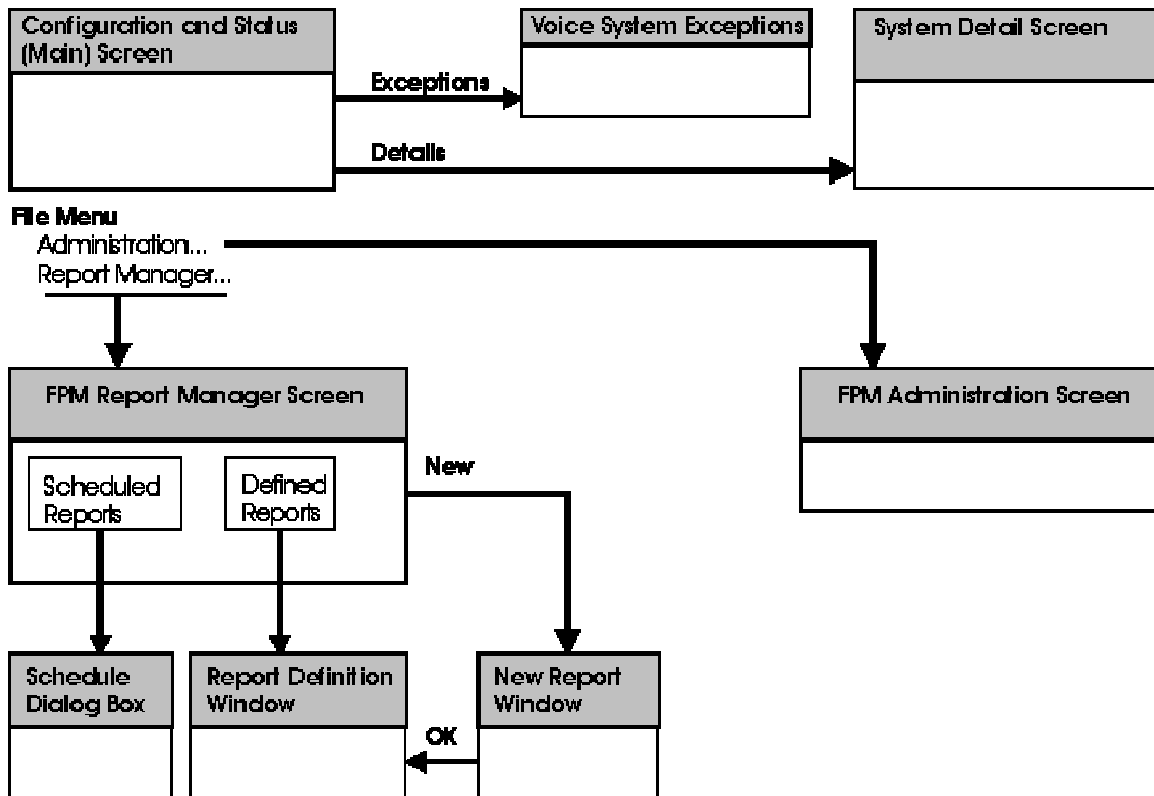 Configuration and Status
(Main) Screen
Voice System Exceptions
System Detail Screen
Exceptions
Details
File Menu
Administration...
Report Manager...
FPM Report Manager Screen
FPM Administration Screen
Scheduled
Reports
Defined
Reports
New
Schedule
Dialog Box
Report Definition
Window
New Report
Window
OK